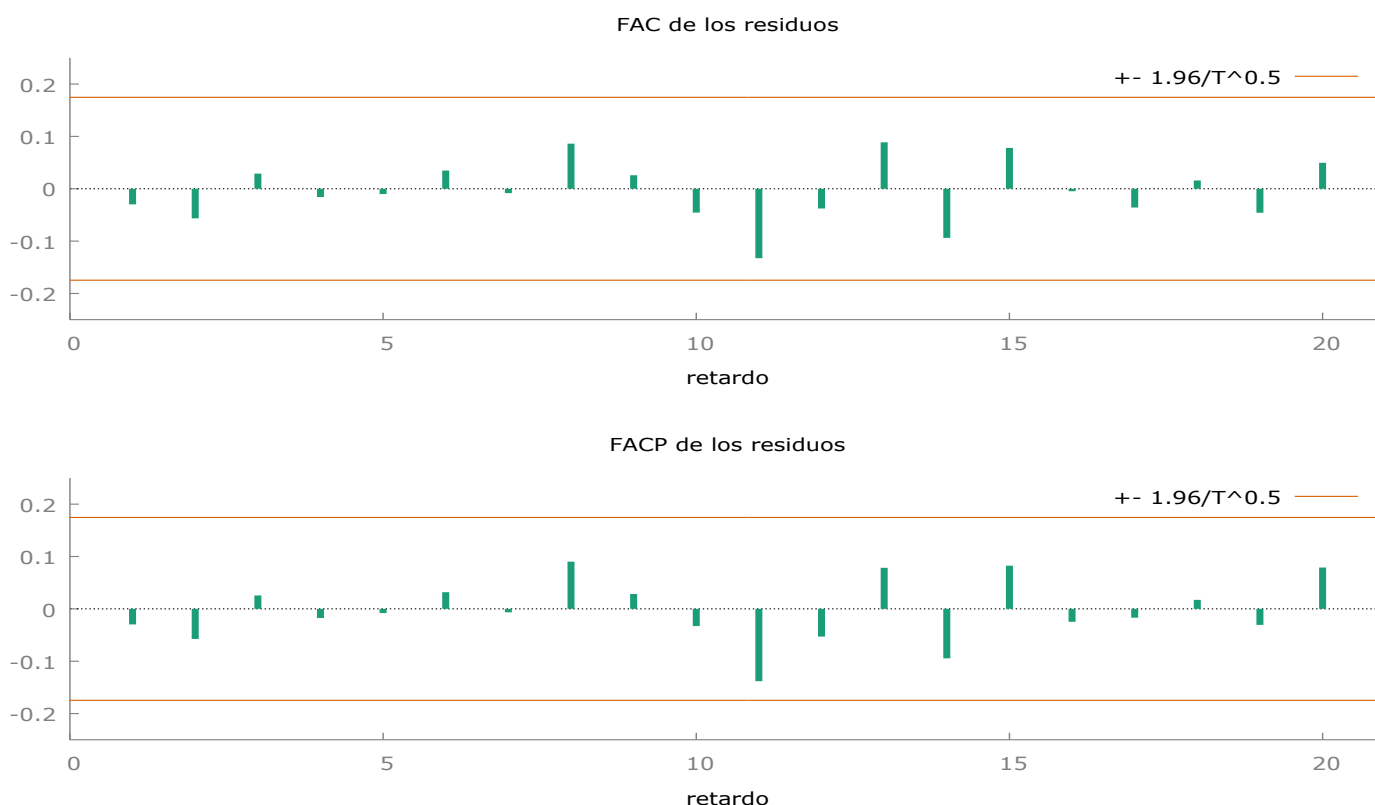 FAC de los residuos
+- 1.96/T^0.5
0.2
0.1
0
-0.1
-0.2
0 5 10 15 20
retardo
FACP de los residuos
+- 1.96/T^0.5
0.2
0.1
0
-0.1
-0.2
0 5 10 15 20
retardo